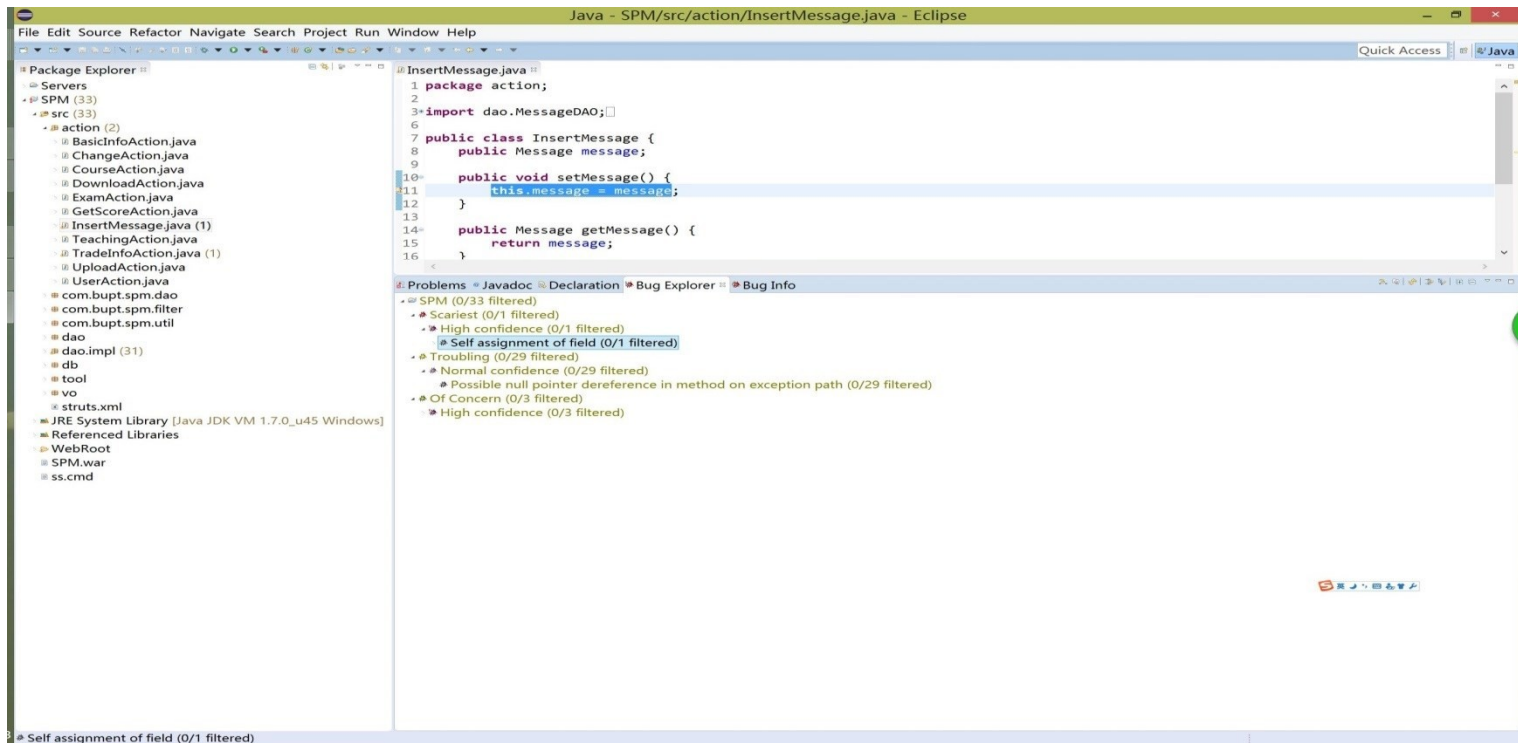 Java - SPM/src/action/InsertMessage.java - Eclipse
File Edit Source Refactor Navigate Search Project Run Window Help
Quick Access
Java
Package Explorer
Servers
SPM (33)
src (33)
action (2)
BasicInfoAction.java
ChangeAction.java
CourseAction.java
DownloadAction.java
ExamAction.java
GetScoreAction.java
InsertMessage.java (1)
TeachingAction.java
TradeInfoAction.java (1)
UploadAction.java
UserAction.java
com.bupt.spm.dao
com.bupt.spm.filter
com.bupt.spm.util
dao
dao.impl (31)
db
tool
vo
struts.xml
JRE System Library [Java JDK VM 1.7.0_u45 Windows]
Referenced Libraries
WebRoot
SPM.war
ss.cmd
InsertMessage.java
1 package action;
2
3 import dao.MessageDAO;
6
7 public class InsertMessage {
8 public Message message;
9
10 public void setMessage() {
11 this.message = message;
12 }
13
14 public Message getMessage() {
15 return message;
16 }
Problems Javadoc Declaration Bug Explorer Bug Info
SPM (0/33 filtered)
Scariest (0/1 filtered)
High confidence (0/1 filtered)
Self assignment of field (0/1 filtered)
Troubling (0/29 filtered)
Normal confidence (0/29 filtered)
Possible null pointer dereference in method on exception path (0/29 filtered)
Of Concern (0/3 filtered)
High confidence (0/3 filtered)
英
Self assignment of field (0/1 filtered)